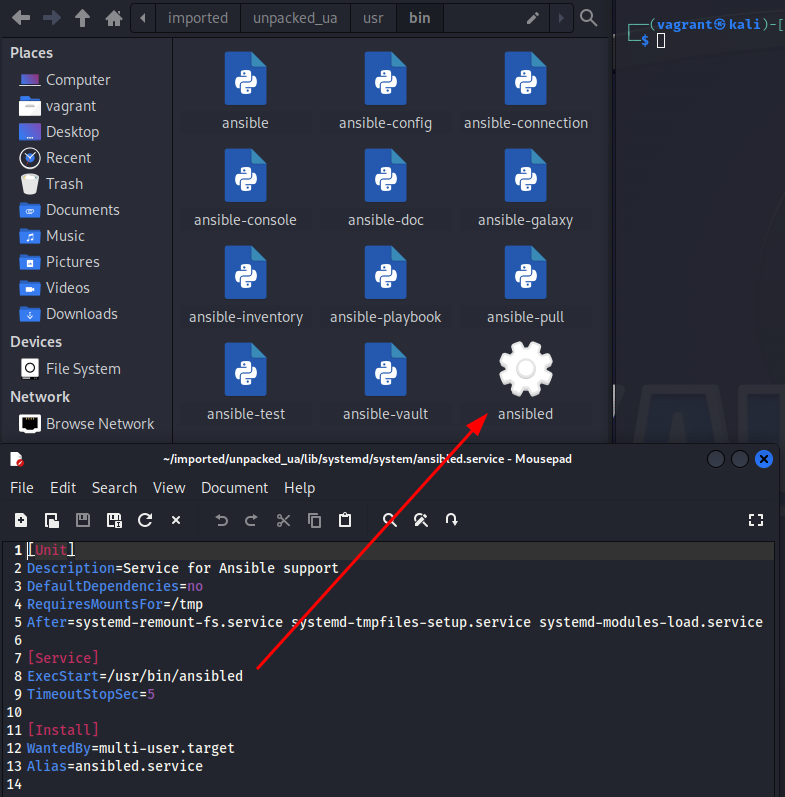 imported unpacked_ua usr bin
Places
Computer
vagrant
Desktop
Recent
Trash
Documents
Music
Pictures
Videos
Downloads
Devices
File System
Network
Browse Network
ansible ansible-config ansible-connection
ansible-console ansible-doc ansible-galaxy
ansible-inventory ansible-playbook ansible-pull
ansible-test ansible-vault ansibled
(vagrant㉿kali)-[
$
~/imported/unpacked_ua/lib/systemd/system/ansibled.service - Mousepad
File Edit Search View Document Help
1 [Unit]
2 Description=Service for Ansible support
3 DefaultDependencies=no
4 RequiresMountsFor=/tmp
5 After=systemd-remount-fs.service systemd-tmpfiles-setup.service systemd-modules-load.service
6
7 [Service]
8 ExecStart=/usr/bin/ansibled
9 TimeoutStopSec=5
10
11 [Install]
12 WantedBy=multi-user.target
13 Alias=ansibled.service
14